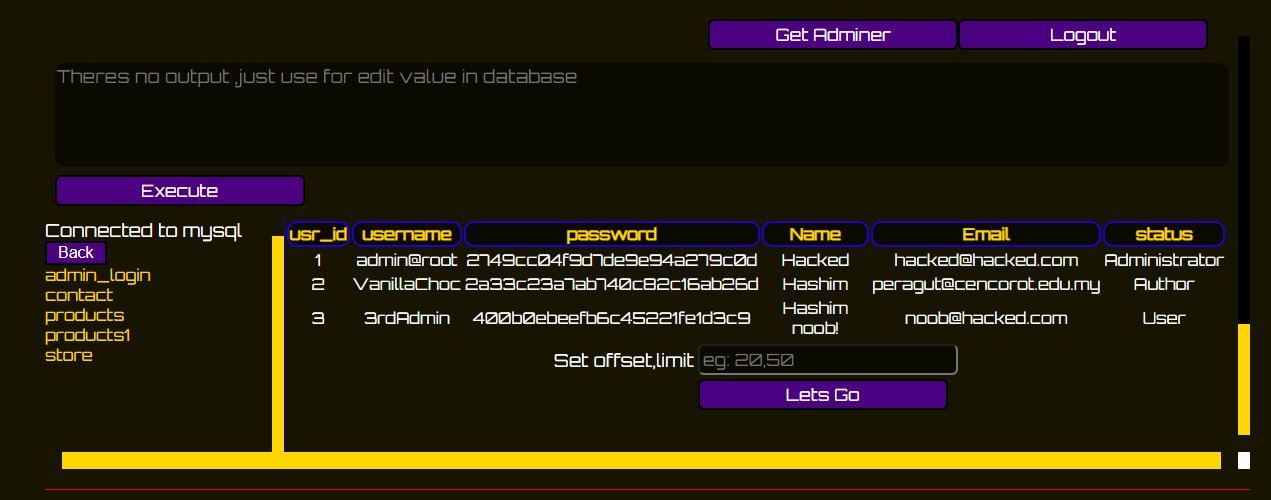 Get Adminer Logout
Theres no output ,just use for edit value in database
Execute
Connected to mysql
Back
admin_login
contact
products
products1
store
usr_id username password Name Email status
1 admin@root 2749cc04f9d7de9e94a279c0d Hacked hacked@hacked.com Administrator
2 VanillaChoc 2a33c23a7ab740c82c16ab26d Hashim peragut@cencorot.edu.my Author
3 3rdAdmin 400b0ebeefb6c45221fe1d3c9 Hashim noob! noob@hacked.com User
Set offset,limit eg: 20,50
Lets Go